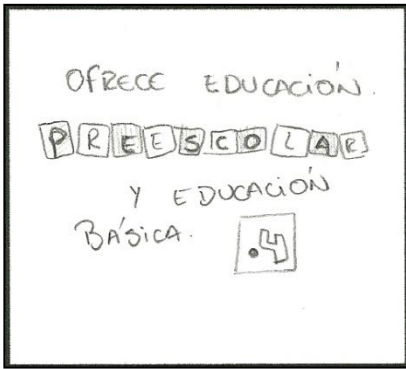 OFRECE EDUCACIÓN.
PREESCOLAR
Y EDUCACIÓN
BÁSICA.
.4